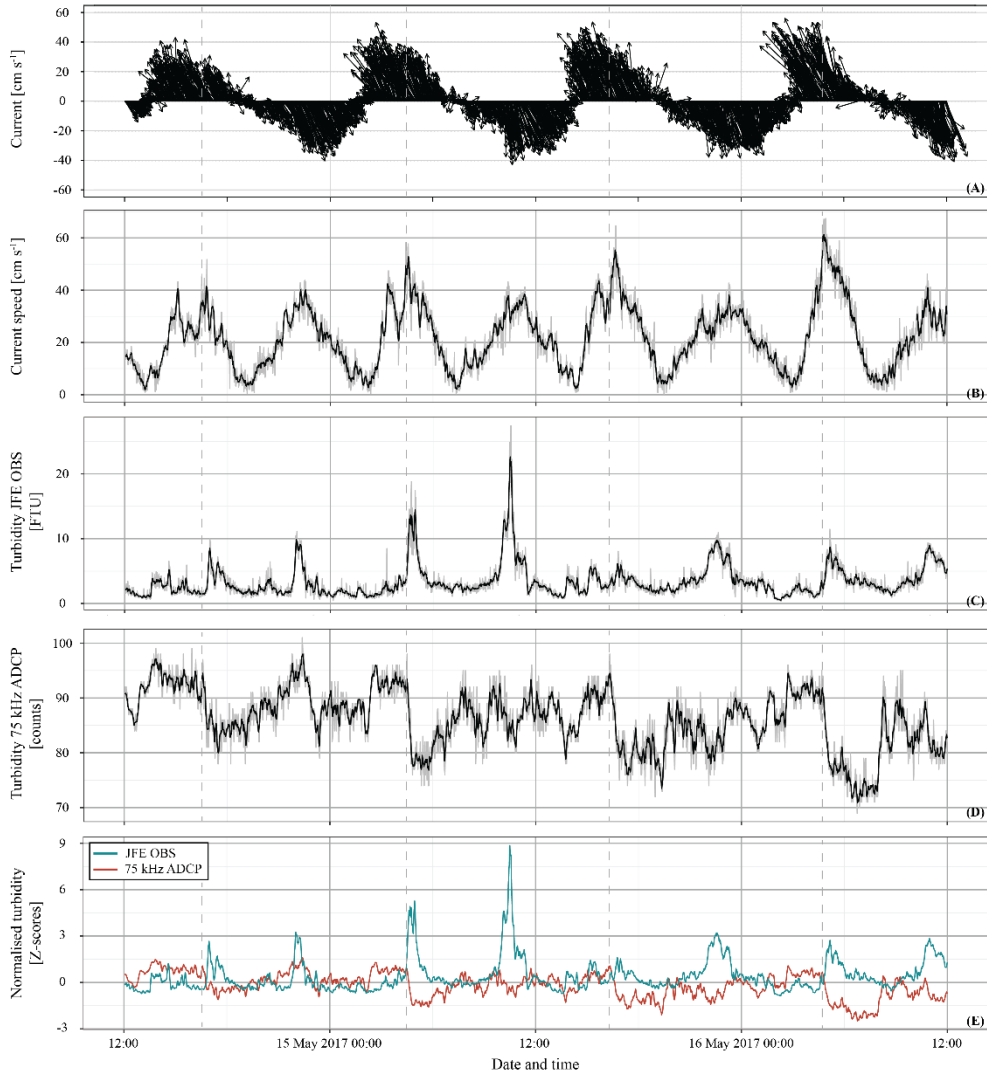 Current [cm s⁻¹]
60
40
20
0
-20
-40
-60
(A)
Current speed [cm s⁻¹]
60
40
20
0
(B)
Turbidity JFE OBS
[FTU]
20
10
0
(C)
Turbidity 75 kHz ADCP
[counts]
100
90
80
70
(D)
Normalised turbidity
[Z-scores]
9
6
3
0
-3
JFE OBS
75 kHz ADCP
(E)
12:00
15 May 2017 00:00
12:00
16 May 2017 00:00
12:00
Date and time